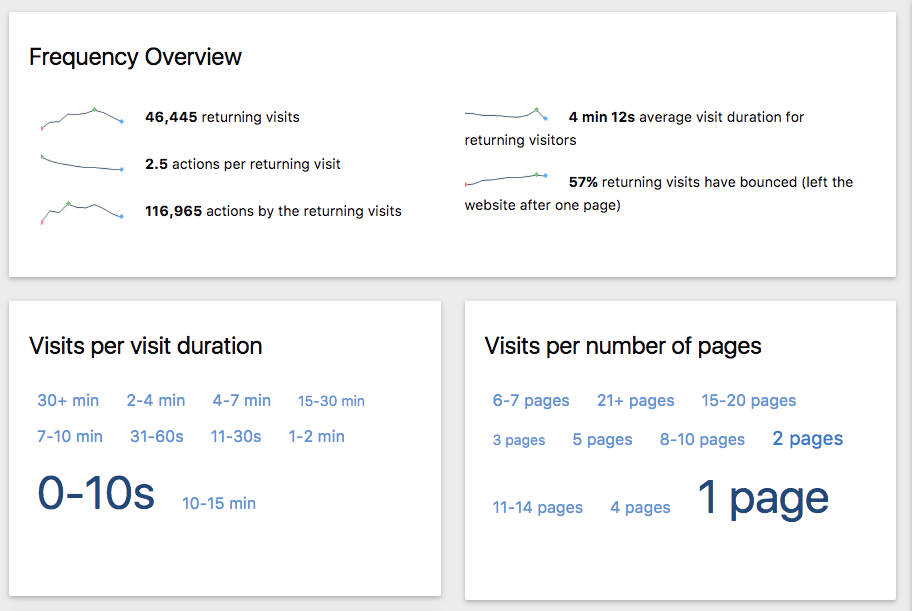 Frequency Overview
46,445 returning visits
2.5 actions per returning visit
116,965 actions by the returning visits
4 min 12s average visit duration for
returning visitors
57% returning visits have bounced (left the
website after one page)
Visits per visit duration
30+ min 2-4 min 4-7 min 15-30 min
7-10 min 31-60s 11-30s 1-2 min
0-10s 10-15 min
Visits per number of pages
6-7 pages 21+ pages 15-20 pages
3 pages 5 pages 8-10 pages 2 pages
11-14 pages 4 pages 1 page